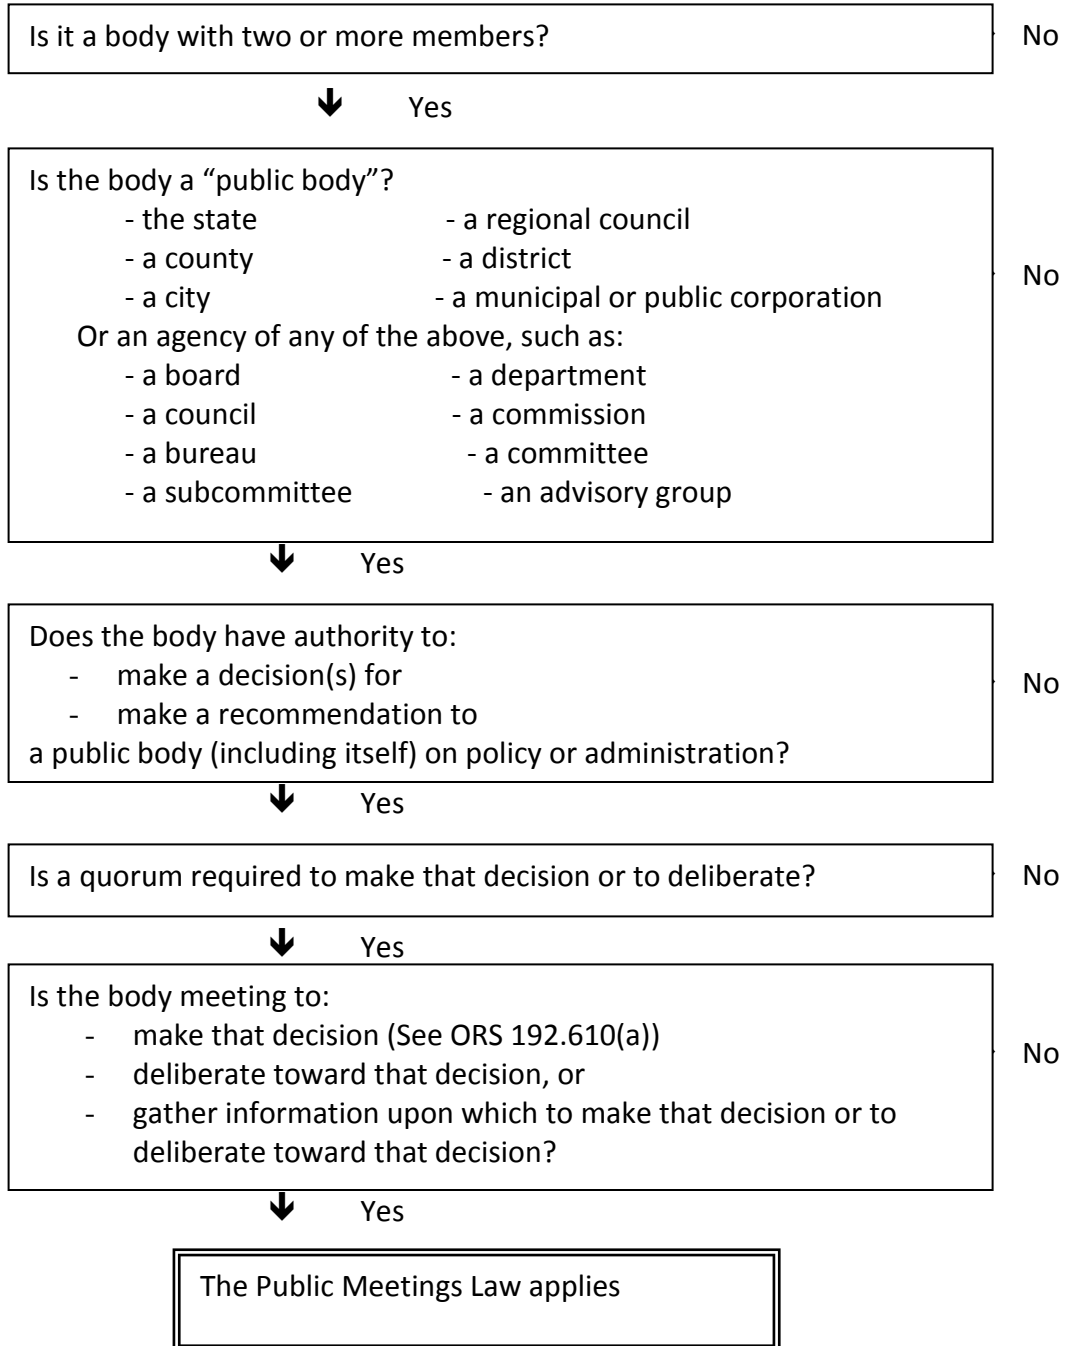 Is it a body with two or more members?
No
Yes
Is the body a “public body”?
- the state - a regional council
- a county - a district
- a city - a municipal or public corporation
No
Or an agency of any of the above, such as:
- a board - a department
- a council - a commission
- a bureau - a committee
- a subcommittee - an advisory group
Yes
Does the body have authority to:
- make a decision(s) for
- make a recommendation to
No
a public body (including itself) on policy or administration?
Yes
Is a quorum required to make that decision or to deliberate?
No
Yes
Is the body meeting to:
- make that decision (See ORS 192.610(a))
- deliberate toward that decision, or
No
- gather information upon which to make that decision or to
deliberate toward that decision?
Yes
The Public Meetings Law applies